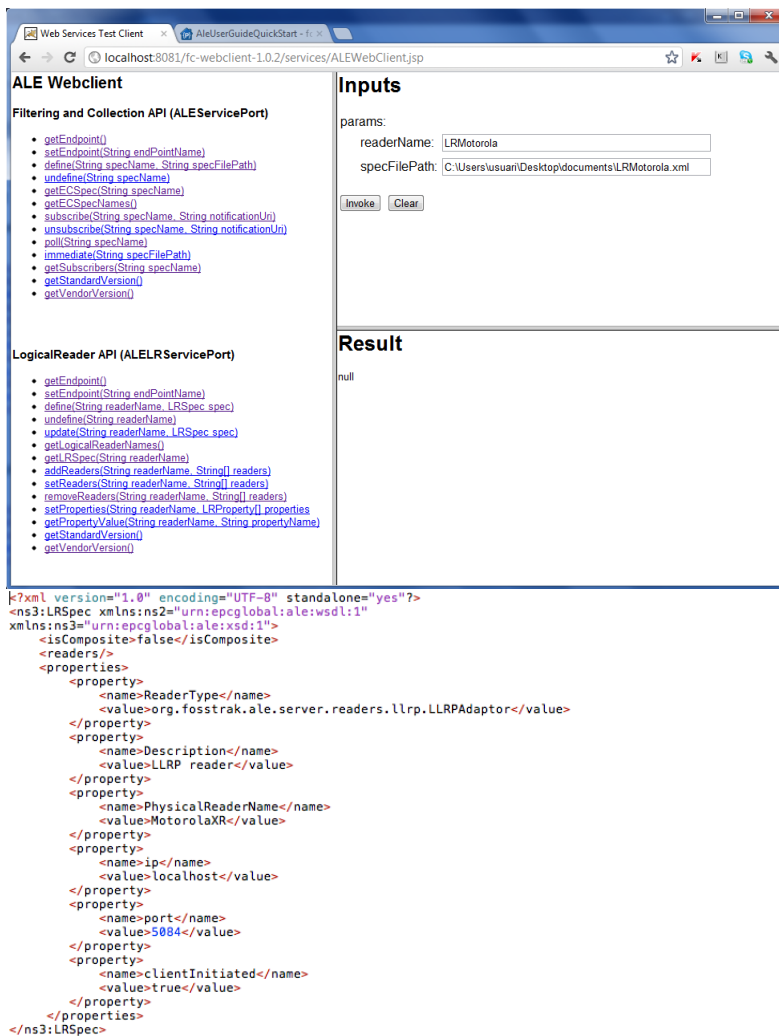 Web Services Test Client
AleUserGuideQuickStart - fc
localhost:8081/fc-webclient-1.0.2/services/ALEWebClient.jsp
ALE Webclient
Filtering and Collection API (ALEServicePort)
getEndpoint()
setEndpoint(String endPointName)
define(String specName, String specFilePath)
undefine(String specName)
getECSpec(String specName)
getECSpecNames()
subscribe(String specName, String notificationUri)
unsubscribe(String specName, String notificationUri)
poll(String specName)
immediate(String specFilePath)
getSubscribers(String specName)
getStandardVersion()
getVendorVersion()
LogicalReader API (ALELRServicePort)
getEndpoint()
setEndpoint(String endPointName)
define(String readerName, LRSpec spec)
undefine(String readerName)
update(String readerName, LRSpec spec)
getLogicalReaderNames()
getLRSpec(String readerName)
addReaders(String readerName, String[] readers)
setReaders(String readerName, String[] readers)
removeReaders(String readerName, String[] readers)
setProperties(String readerName, LRProperty[] properties
getPropertyValue(String readerName, String propertyName)
getStandardVersion()
getVendorVersion()
Inputs
params:
readerName: LRMotorola
specFilePath: C:\Users\usuari\Desktop\documents\LRMotorola.xml
Invoke Clear
Result
null
<?xml version="1.0" encoding="UTF-8" standalone="yes"?>
<ns3:LRSpec xmlns:ns2="urn:epcglobal:ale:wsdl:1"
xmlns:ns3="urn:epcglobal:ale:xsd:1">
<isComposite>false</isComposite>
<readers/>
<properties>
<property>
<name>ReaderType</name>
<value>org.fosstrak.ale.server.readers.llrp.LLRPAdaptor</value>
</property>
<property>
<name>Description</name>
<value>LLRP reader</value>
</property>
<property>
<name>PhysicalReaderName</name>
<value>MotorolaXR</value>
</property>
<property>
<name>ip</name>
<value>localhost</value>
</property>
<property>
<name>port</name>
<value>5084</value>
</property>
<property>
<name>clientInitiated</name>
<value>true</value>
</property>
</properties>
</ns3:LRSpec>